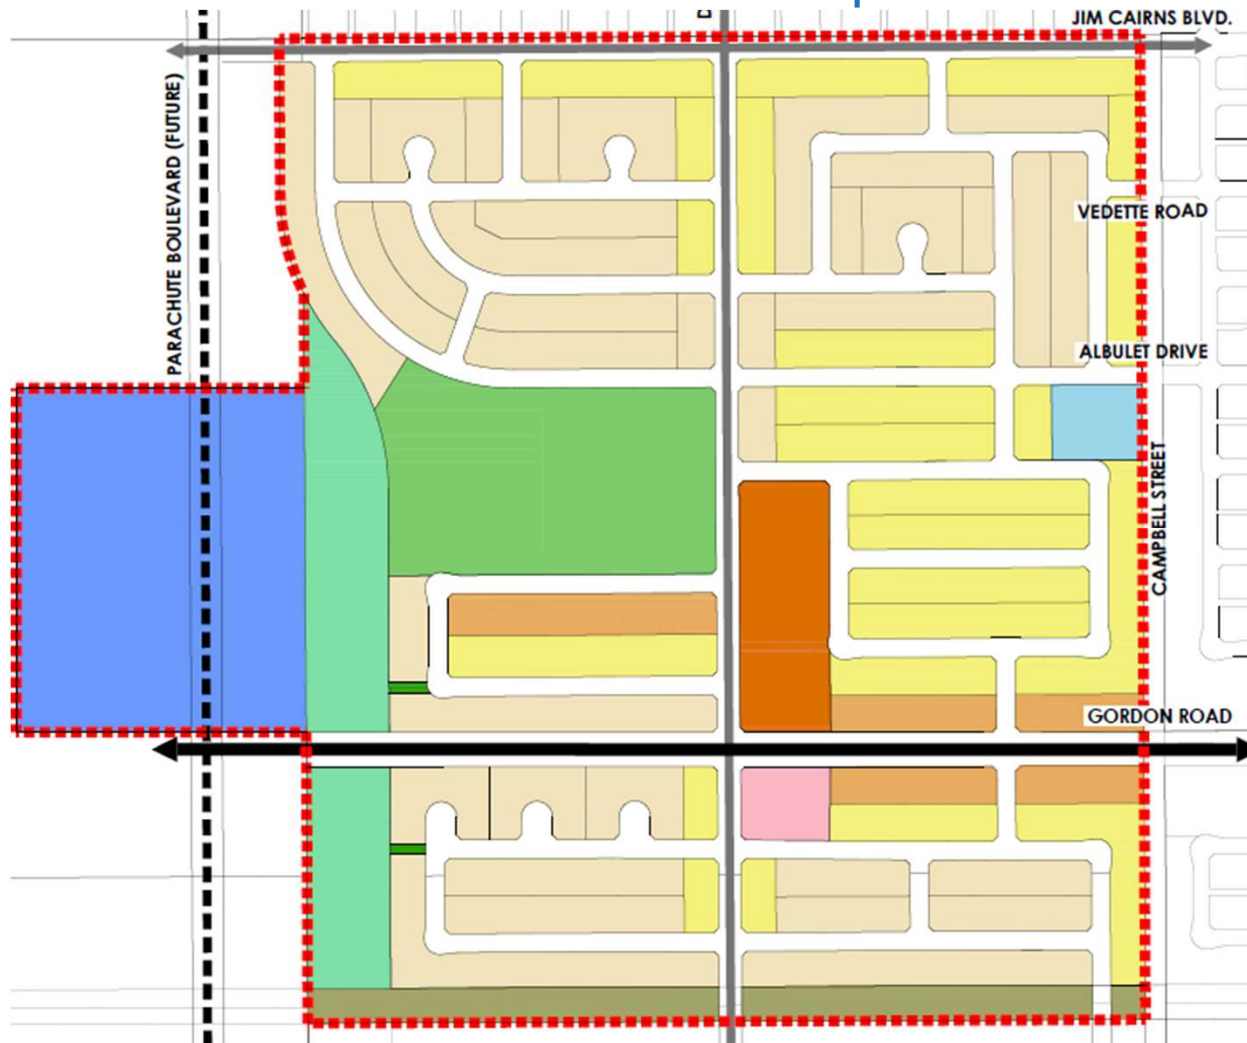 JIM CAIRNS BLVD.
PARACHUTE BOULEVARD (FUTURE)
VEDETTE ROAD
ALBULET DRIVE
CAMPBELL STREET
GORDON ROAD